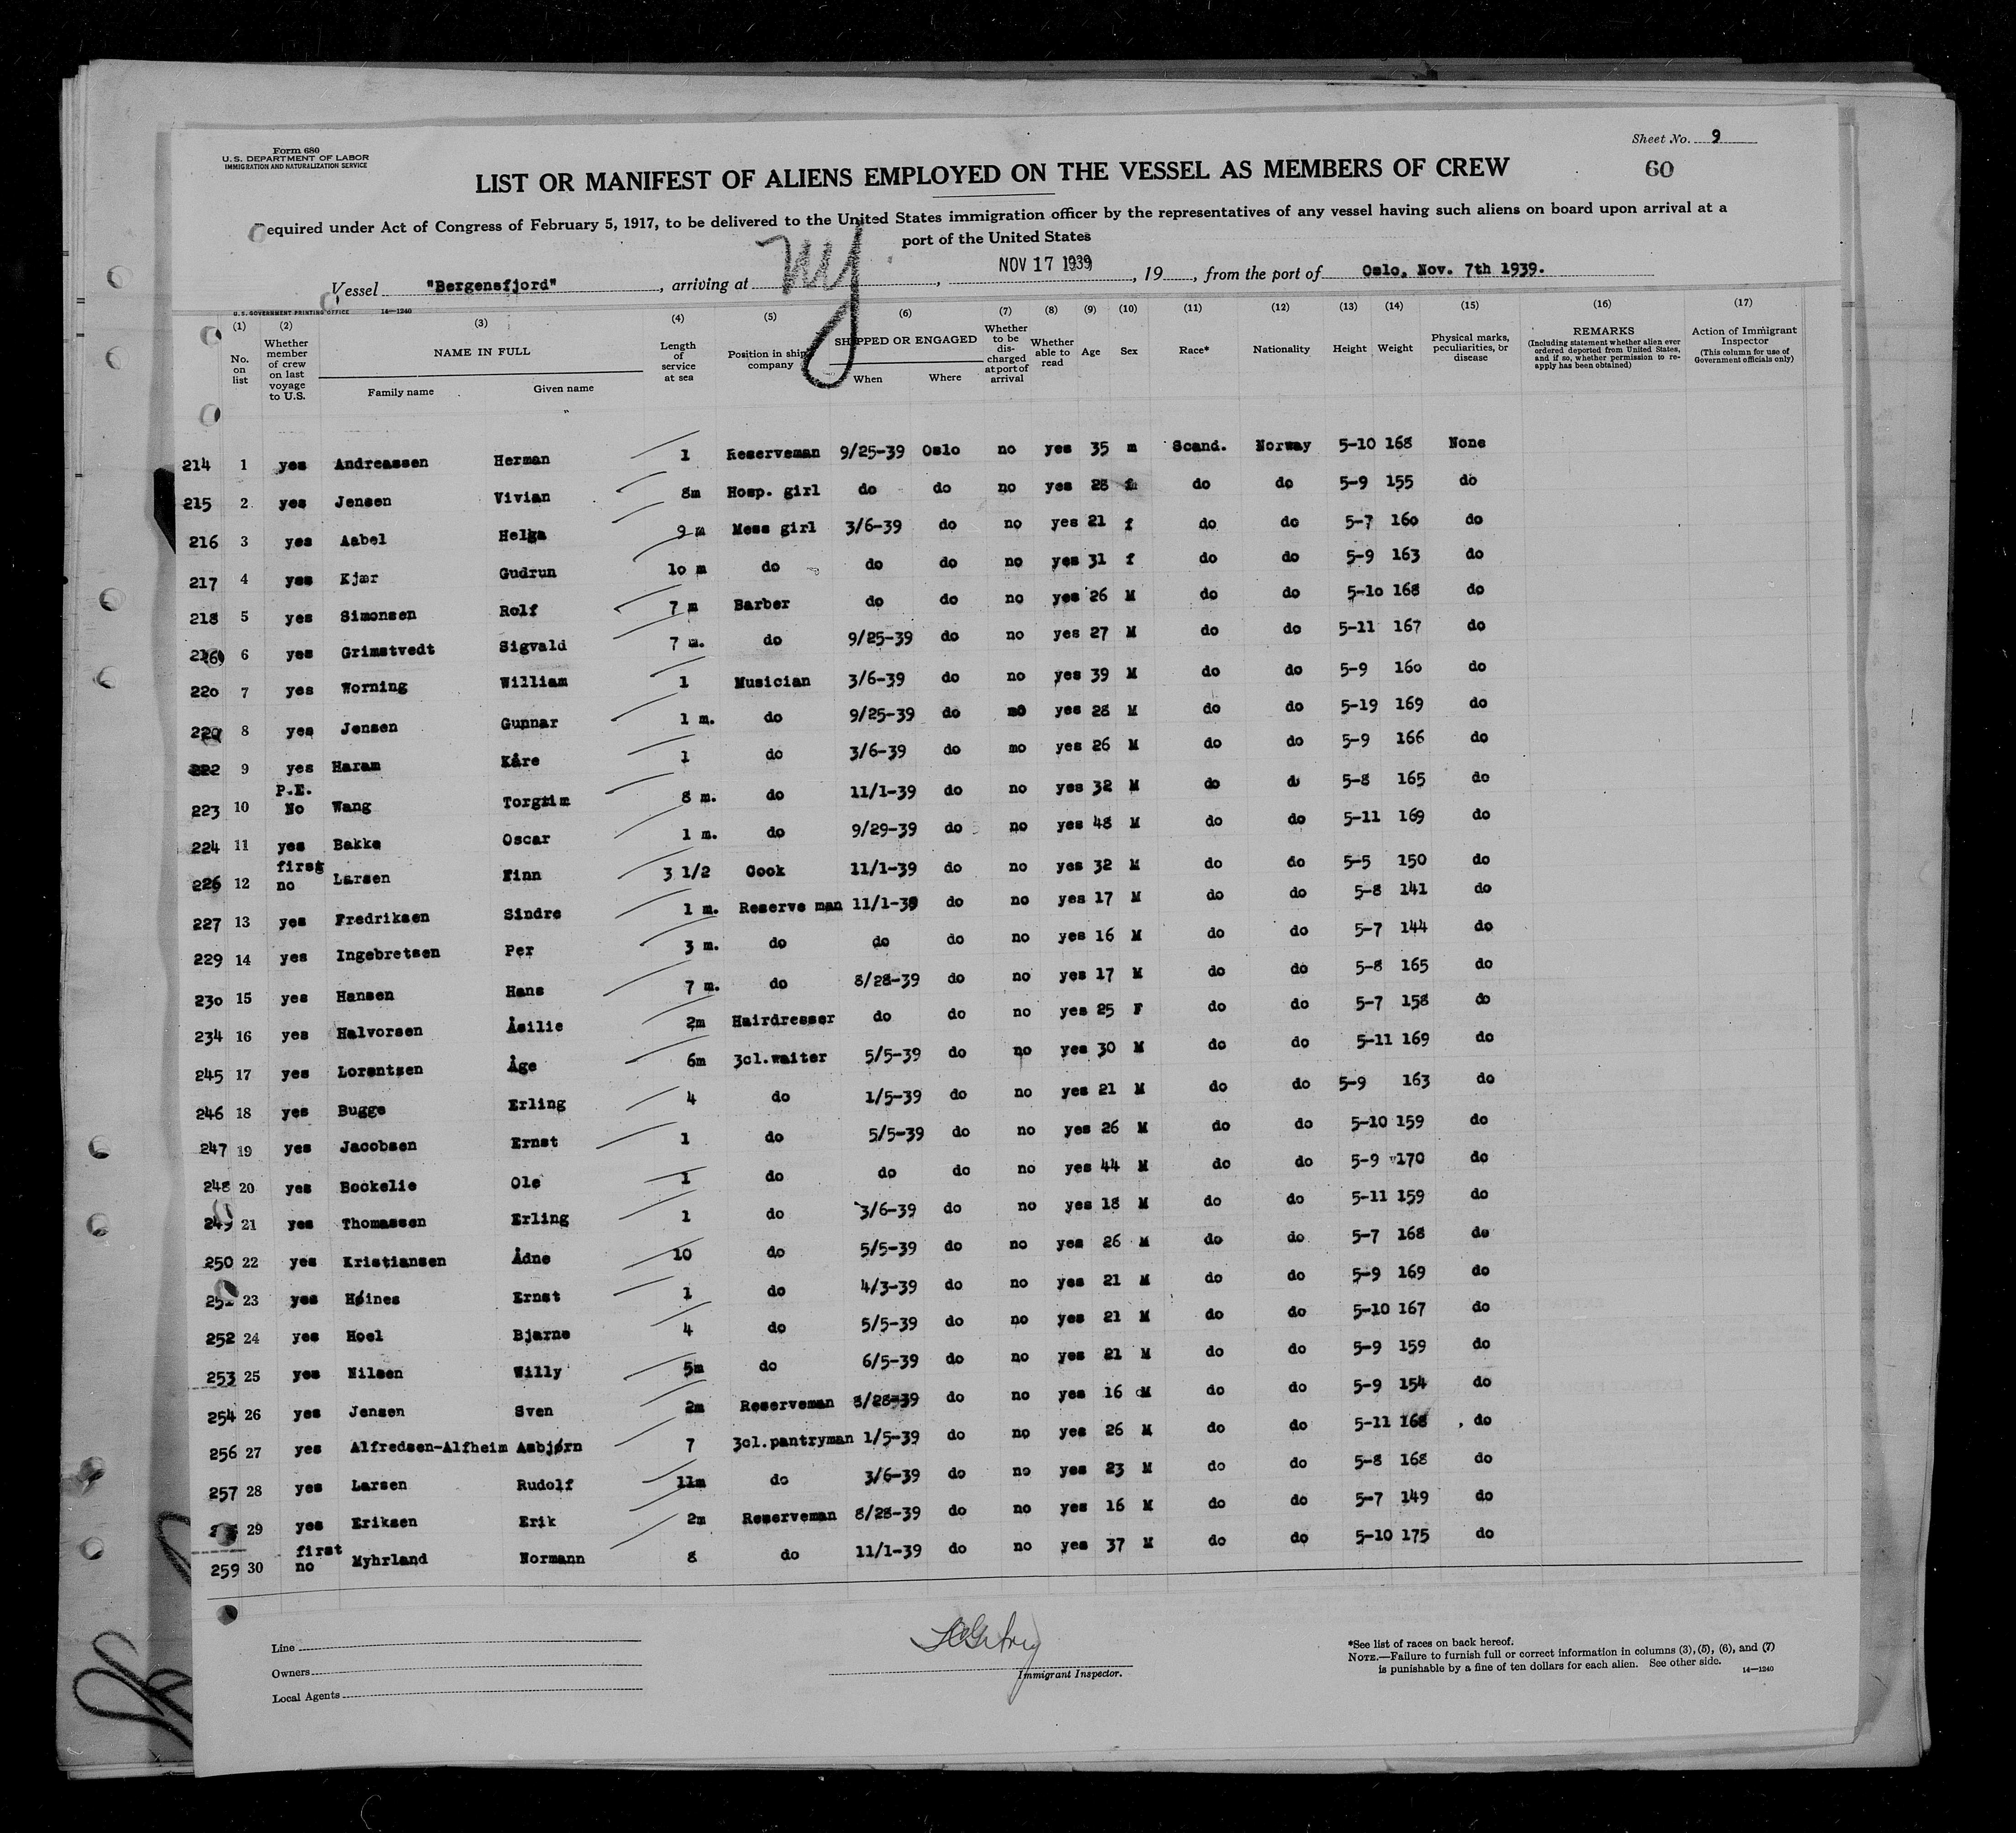 Form 680
U.S. DEPARTMENT OF LABOR
IMMIGRATION AND NATURALIZATION SERVICE
Sheet No. 9
60
LIST OR MANIFEST OF ALIENS EMPLOYED ON THE VESSEL AS MEMBERS OF CREW
Required under Act of Congress of February 5, 1917, to be delivered to the United States immigration officer by the representatives of any vessel having such aliens on board upon arrival at a
port of the United States
Vessel "Bergensfjord", arriving at NY, NOV 17 1939, 19, from the port of Oslo, Nov. 7th 1939.
U.S. GOVERNMENT PRINTING OFFICE 14—1240
(1) (2) (3) (4) (5) (6) (7) (8) (9) (10) (11) (12) (13) (14) (15) (16) (17)
No. on list
Whether member of crew on last voyage to U.S.
NAME IN FULL
Family name
Given name
Length of service at sea
Position in ship's company
SHIPPED OR ENGAGED
When
Where
Whether to be discharged at port of arrival
Whether able to read
Age
Sex
Race*
Nationality
Height
Weight
Physical marks, peculiarities, or disease
REMARKS
(Including statement whether alien ever ordered deported from United States, and if so, whether permission to reapply has been obtained)
Action of Immigrant Inspector
(This column for use of Government officials only)
214 1 yes Andreassen Herman 1 Reserveman 9/25-39 Oslo no yes 35 m Scand. Norway 5-10 168 None
215 2 yes Jensen Vivian 8m Hosp. girl do do no yes 28 f do do 5-9 155 do
216 3 yes Aabel Helga 9 m Mess girl 3/6-39 do no yes 21 f do do 5-7 160 do
217 4 yes Kjær Gudrun 10 m do do do no yes 31 f do do 5-9 163 do
218 5 yes Simonsen Rolf 7 m Barber do do no yes 26 M do do 5-10 168 do
6 yes Grimstvedt Sigvald 7 m. do 9/25-39 do no yes 27 M do do 5-11 167 do
220 7 yes Worning William 1 Musician 3/6-39 do no yes 39 M do do 5-9 160 do
8 yes Jensen Gunnar 1 m. do 9/25-39 do no yes 28 M do do 5-19 169 do
222 9 yes Haram Kåre 1 do 3/6-39 do mo yes 26 M do do 5-9 166 do
223 10 P.E. No Wang Torgrim 8 m. do 11/1-39 do no yes 32 M do do 5-8 165 do
224 11 yes Bakke Oscar 1 m. do 9/29-39 do no yes 48 M do do 5-11 169 do
226 12 first no Larsen Finn 3 1/2 Cook 11/1-39 do no yes 32 M do do 5-5 150 do
227 13 yes Fredriksen Sindre 1 m. Reserve man 11/1-39 do no yes 17 M do do 5-8 141 do
229 14 yes Ingebretsen Per 3 m. do do do no yes 16 M do do 5-7 144 do
230 15 yes Hansen Hans 7 m. do 8/28-39 do no yes 17 M do do 5-8 165 do
234 16 yes Halvorsen Åsilie 2m Hairdresser do do no yes 25 F do do 5-7 158 do
245 17 yes Lorentsen Åge 6m 3cl.waiter 5/5-39 do no yes 30 M do do 5-11 169 do
246 18 yes Bugge Erling 4 do 1/5-39 do no yes 21 M do do 5-9 163 do
247 19 yes Jacobsen Ernst 1 do 5/5-39 do no yes 26 M do do 5-10 159 do
248 20 yes Bockelie Ole 1 do do do no yes 44 M do do 5-9 170 do
249 21 yes Thomassen Erling 1 do 3/6-39 do no yes 18 M do do 5-11 159 do
250 22 yes Kristiansen Ådne 10 do 5/5-39 do no yes 26 M do do 5-7 168 do
251 23 yes Høines Ernst 1 do 4/3-39 do no yes 21 M do do 5-9 169 do
252 24 yes Hoel Bjarne 4 do 5/5-39 do no yes 21 M do do 5-10 167 do
253 25 yes Nilsen Willy 5m do 6/5-39 do no yes 21 M do do 5-9 159 do
254 26 yes Jensen Sven 2m Reserveman 8/28-39 do no yes 16 M do do 5-9 154 do
256 27 yes Alfredsen-Alfheim Asbjørn 7 3cl.pantryman 1/5-39 do no yes 26 M do do 5-11 168 do
257 28 yes Larsen Rudolf 11m do 3/6-39 do no yes 23 M do do 5-8 168 do
29 yes Eriksen Erik 2m Reserveman 8/28-39 do no yes 16 M do do 5-7 149 do
259 30 first no Myhrland Normann 8 do 11/1-39 do no yes 37 M do do 5-10 175 do
Line
Owners
Local Agents
Immigrant Inspector.
*See list of races on back hereof.
NOTE.—Failure to furnish full or correct information in columns (3), (5), (6), and (7)
is punishable by a fine of ten dollars for each alien. See other side.
14—1240